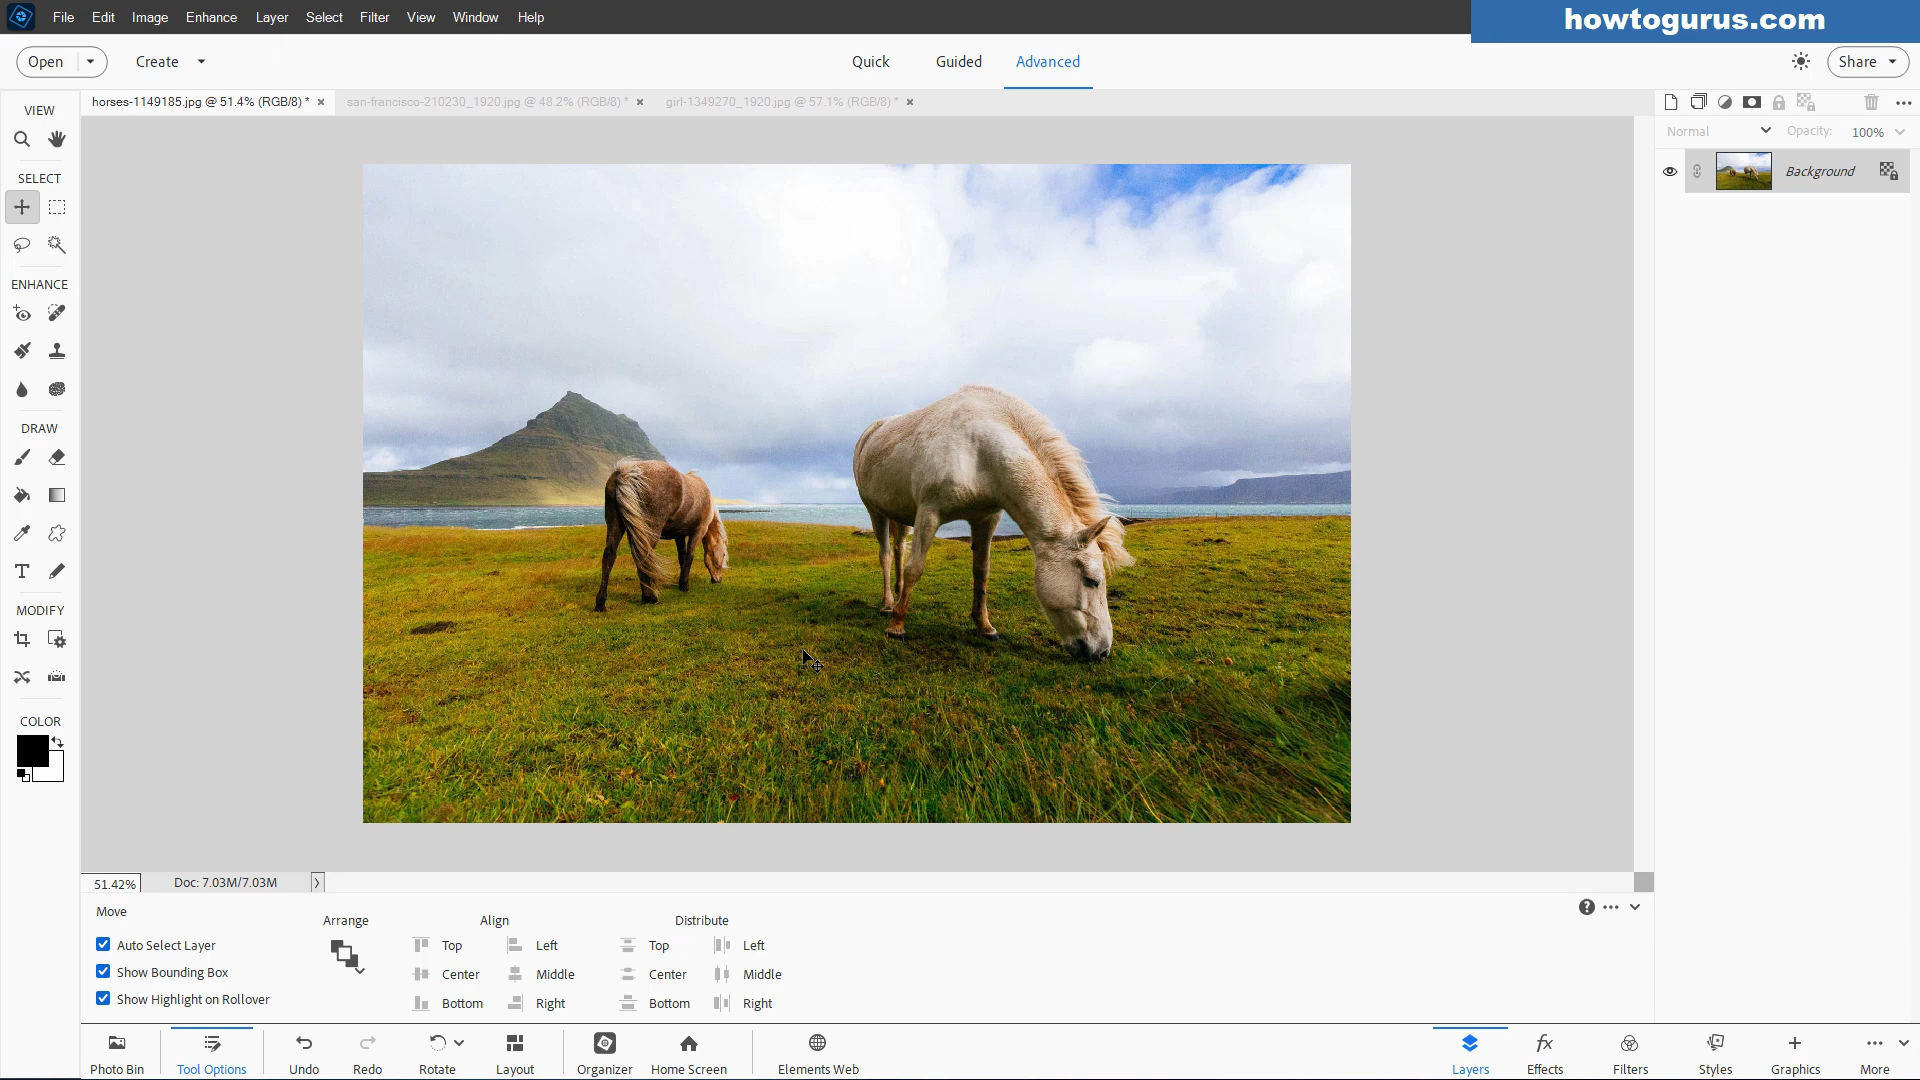 File Edit Image Enhance Layer Select Filter View Window Help
howtogurus.com
Open Create Quick Guided Advanced Share
horses-1149185.jpg @ 51.4% (RGB/8) * san-francisco-210230_1920.jpg @ 48.2% (RGB/8) * girl-1349270_1920.jpg @ 57.1% (RGB/8) *
VIEW
Normal Opacity: 100%
Background
SELECT
ENHANCE
DRAW
T
MODIFY
COLOR
51.42% Doc: 7.03M/7.03M
Move
Arrange Align Distribute
Auto Select Layer Top Left Top Left
Show Bounding Box Center Middle Center Middle
Show Highlight on Rollover Bottom Right Bottom Right
fx
Photo Bin Tool Options Undo Redo Rotate Layout Organizer Home Screen Elements Web Layers Effects Filters Styles Graphics More